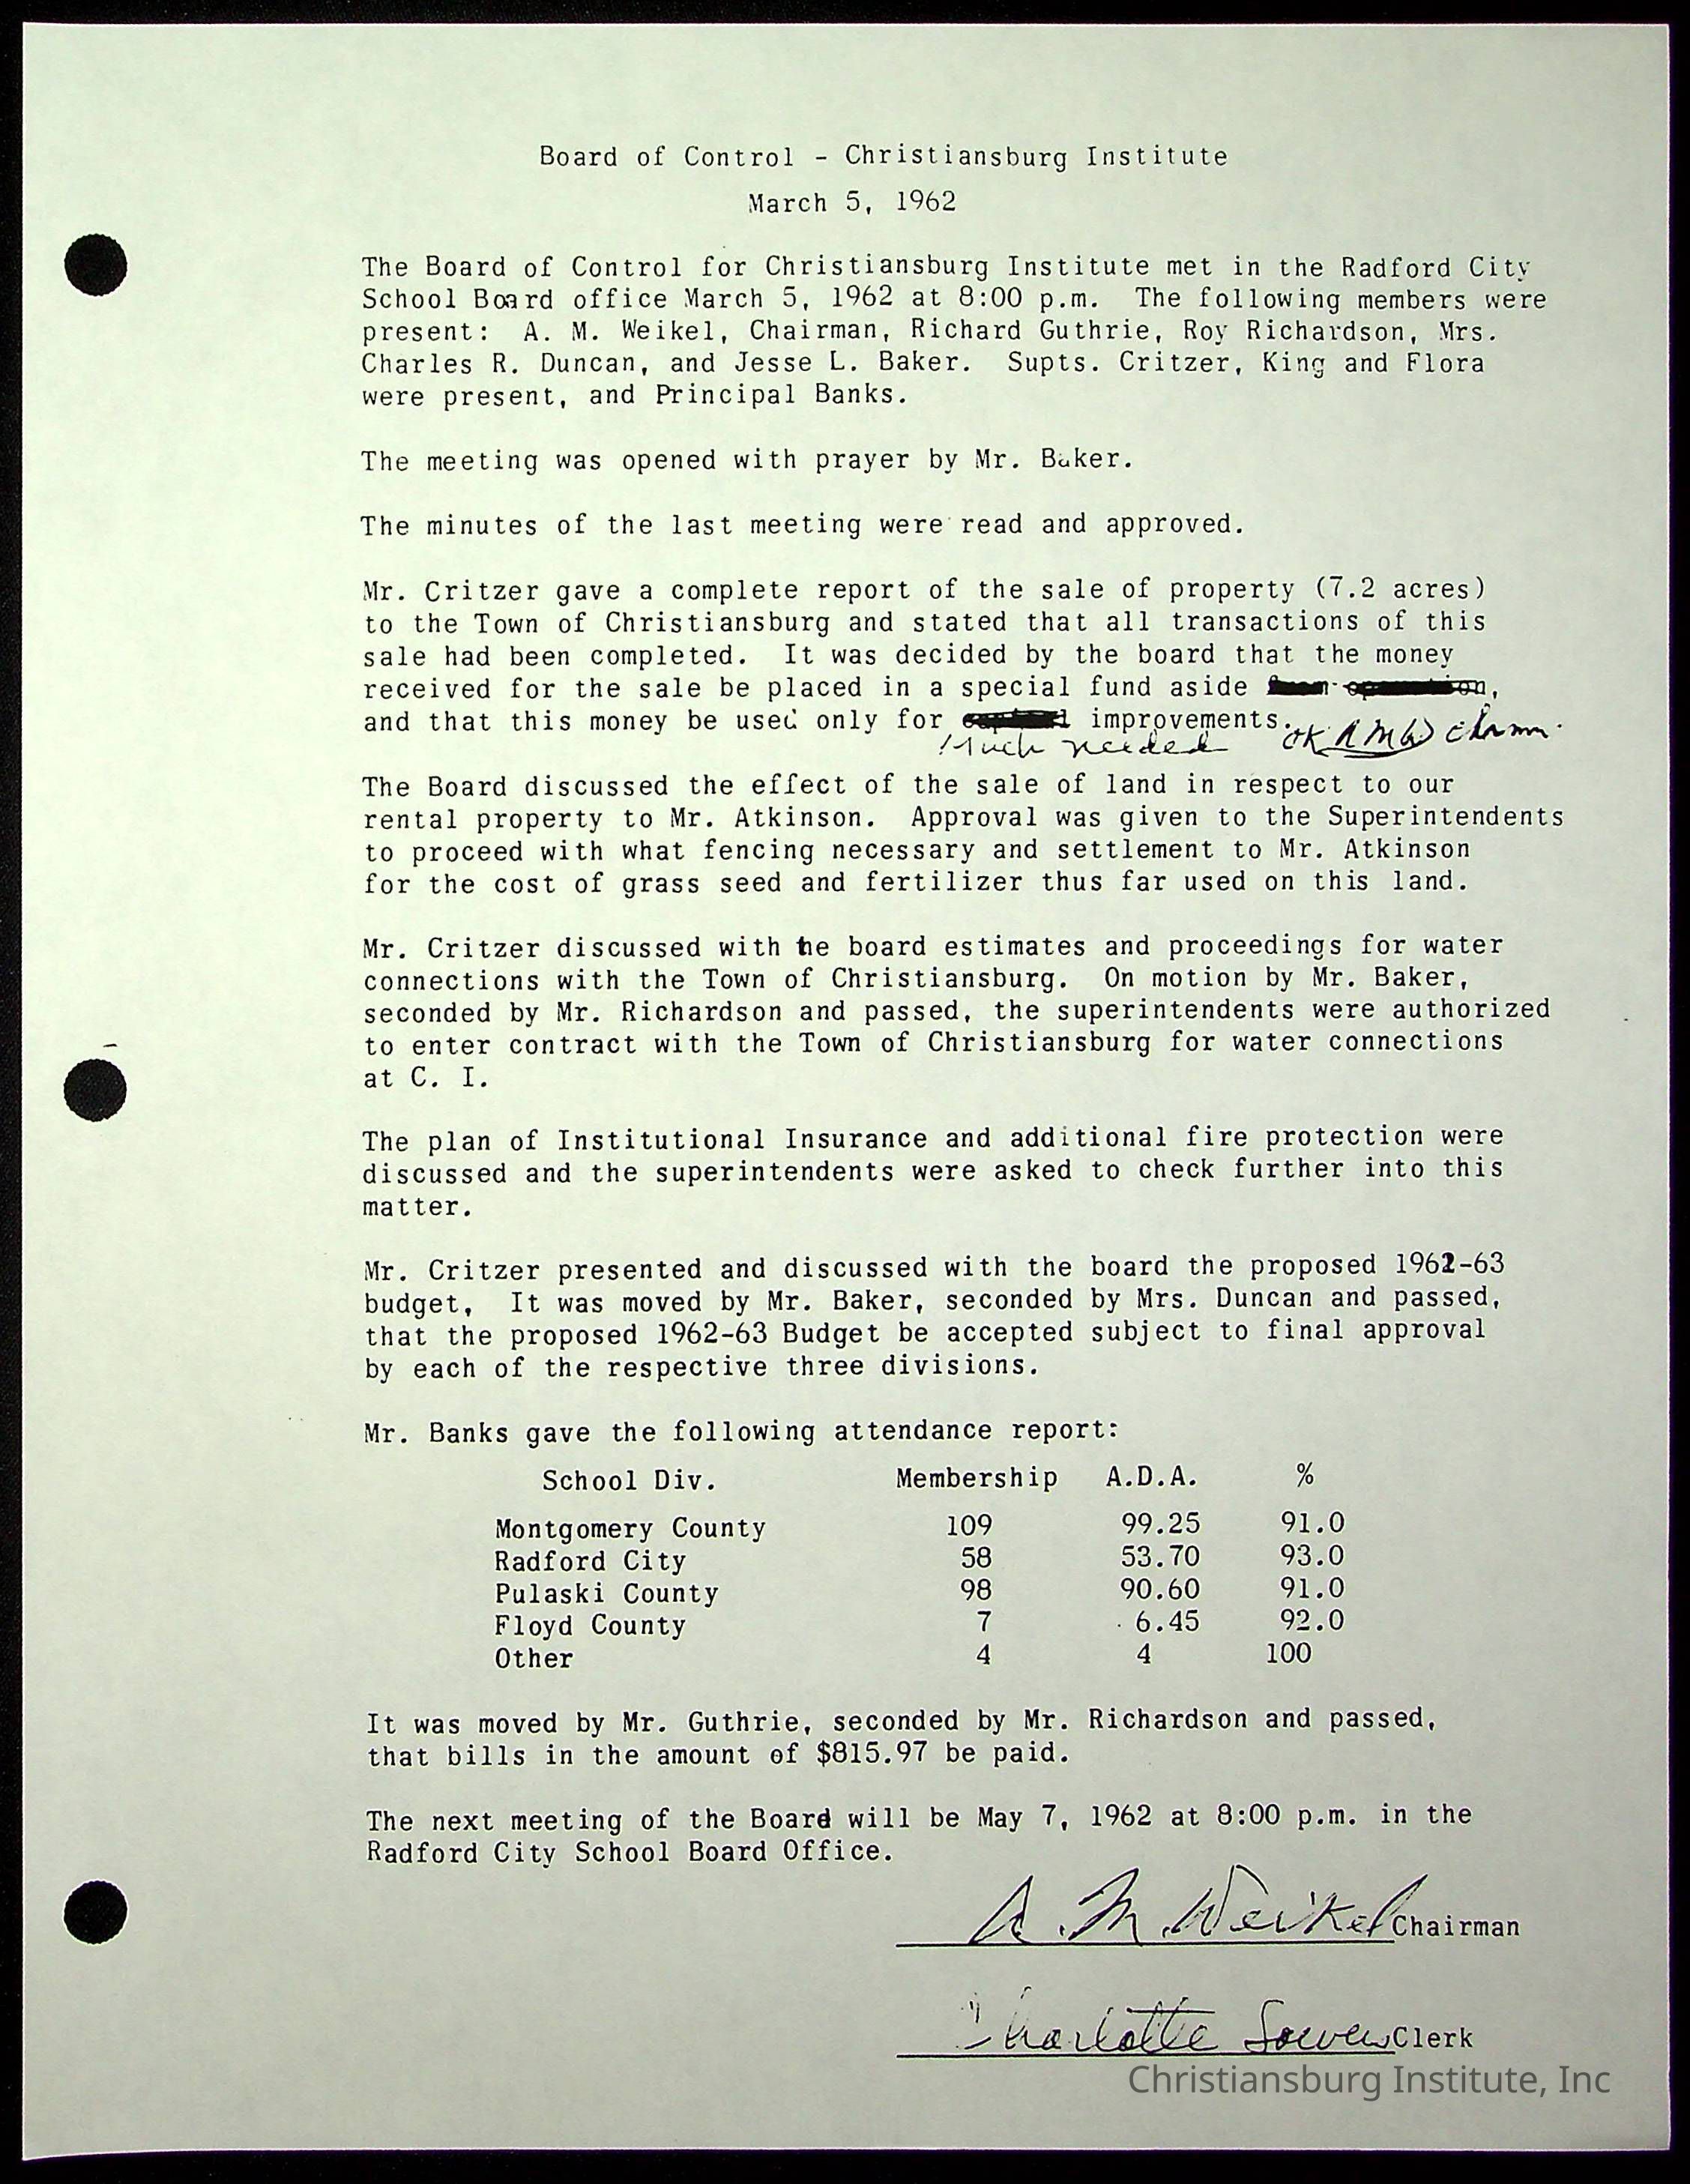 Board of Control - Christiansburg Institute
March 5, 1962
The Board of Control for Christiansburg Institute met in the Radford City
School Board office March 5, 1962 at 8:00 p.m. The following members were
present: A. M. Weikel, Chairman, Richard Guthrie, Roy Richardson, Mrs.
Charles R. Duncan, and Jesse L. Baker. Supts. Critzer, King and Flora
were present, and Principal Banks.
The meeting was opened with prayer by Mr. Baker.
The minutes of the last meeting were read and approved.
Mr. Critzer gave a complete report of the sale of property (7.2 acres)
to the Town of Christiansburg and stated that all transactions of this
sale had been completed. It was decided by the board that the money
received for the sale be placed in a special fund aside
and that this money be used only for improvements.
Much needed OK AMW
The Board discussed the effect of the sale of land in respect to our
rental property to Mr. Atkinson. Approval was given to the Superintendents
to proceed with what fencing necessary and settlement to Mr. Atkinson
for the cost of grass seed and fertilizer thus far used on this land.
Mr. Critzer discussed with the board estimates and proceedings for water
connections with the Town of Christiansburg. On motion by Mr. Baker,
seconded by Mr. Richardson and passed, the superintendents were authorized
to enter contract with the Town of Christiansburg for water connections
at C. I.
The plan of Institutional Insurance and additional fire protection were
discussed and the superintendents were asked to check further into this
matter.
Mr. Critzer presented and discussed with the board the proposed 1962-63
budget, It was moved by Mr. Baker, seconded by Mrs. Duncan and passed,
that the proposed 1962-63 Budget be accepted subject to final approval
by each of the respective three divisions.
Mr. Banks gave the following attendance report:
School Div. Membership A.D.A. %
Montgomery County 109 99.25 91.0
Radford City 58 53.70 93.0
Pulaski County 98 90.60 91.0
Floyd County 7 6.45 92.0
Other 4 4 100
It was moved by Mr. Guthrie, seconded by Mr. Richardson and passed,
that bills in the amount of $815.97 be paid.
The next meeting of the Board will be May 7, 1962 at 8:00 p.m. in the
Radford City School Board Office.
A. M. Weikel Chairman
Charlotte Clerk
Christiansburg Institute, Inc